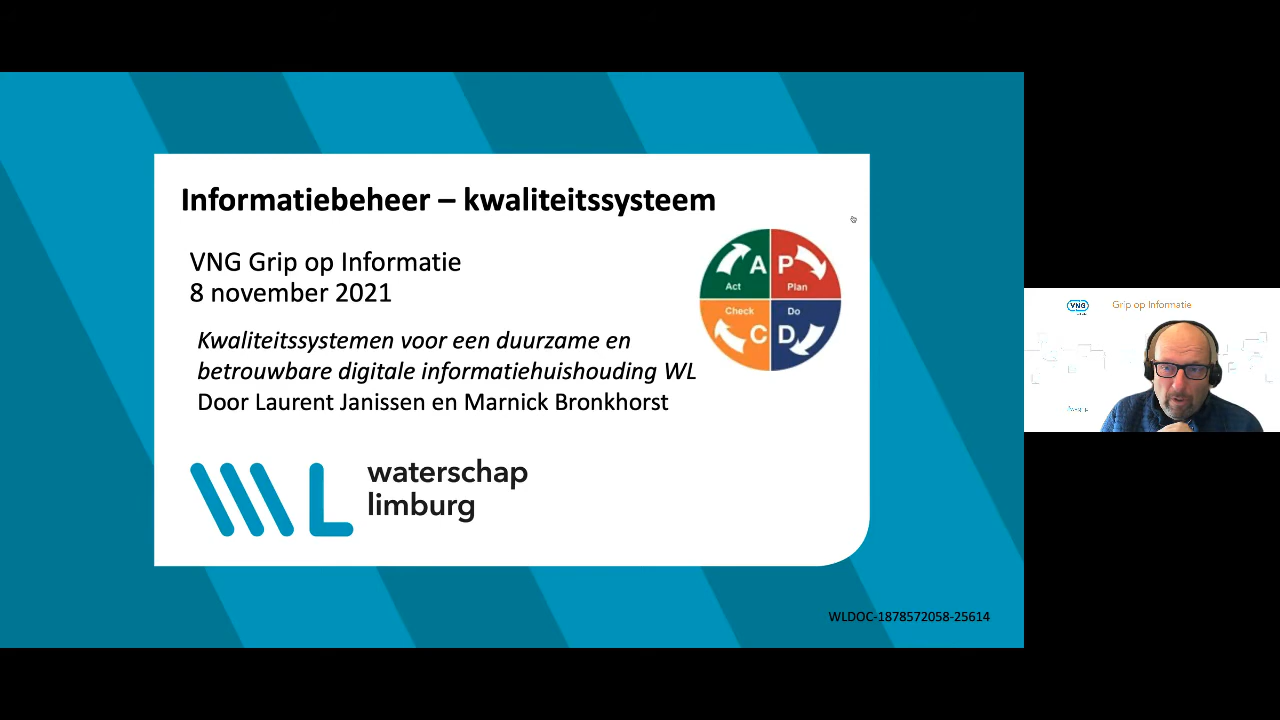 Informatiebeheer – kwaliteitssysteem
VNG Grip op Informatie
8 november 2021
A P
Act Plan
Check Do
C D
Kwaliteitssystemen voor een duurzame en
betrouwbare digitale informatiehuishouding WL
Door Laurent Janissen en Marnick Bronkhorst
WL waterschap
limburg
WLDOC-1878572058-25614
VNG Grip op Informatie